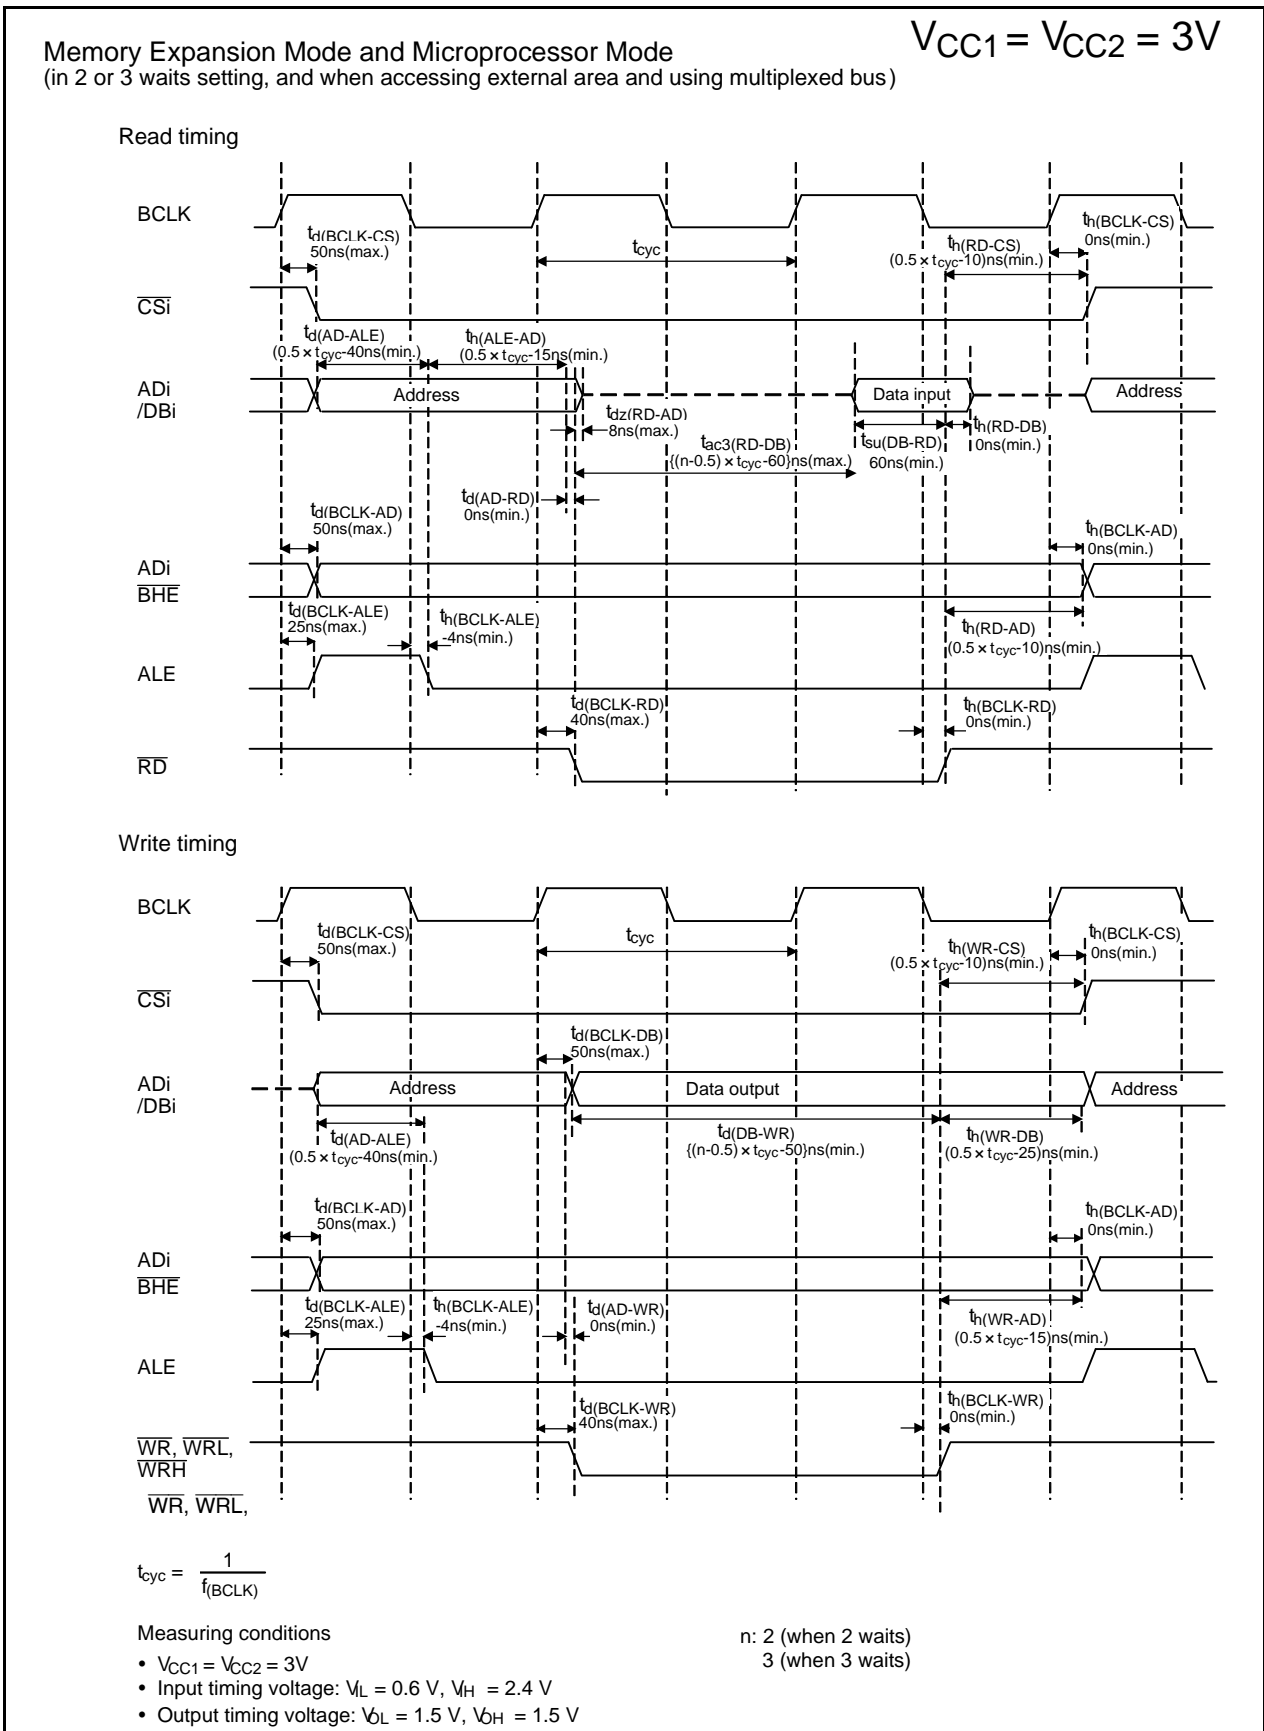 Memory Expansion Mode and Microprocessor Mode
VCC1 = VCC2 = 3V
(in 2 or 3 waits setting, and when accessing external area and using multiplexed bus)
Read timing
BCLK
td(BCLK-CS)
50ns(max.)
tcyc
th(RD-CS)
(0.5 × tcyc-10)ns(min.)
th(BCLK-CS)
0ns(min.)
CSi
td(AD-ALE)
(0.5 × tcyc-40ns(min.)
th(ALE-AD)
(0.5 × tcyc-15ns(min.)
ADi
/DBi
Address
Data input
Address
tdz(RD-AD)
8ns(max.)
tac3(RD-DB)
{(n-0.5) × tcyc-60}ns(max.)
tsu(DB-RD)
60ns(min.)
th(RD-DB)
0ns(min.)
td(AD-RD)
0ns(min.)
td(BCLK-AD)
50ns(max.)
th(BCLK-AD)
0ns(min.)
ADi
BHE
td(BCLK-ALE)
25ns(max.)
th(BCLK-ALE)
-4ns(min.)
th(RD-AD)
(0.5 × tcyc-10)ns(min.)
ALE
td(BCLK-RD)
40ns(max.)
th(BCLK-RD)
0ns(min.)
RD
Write timing
BCLK
td(BCLK-CS)
50ns(max.)
tcyc
th(WR-CS)
(0.5 × tcyc-10)ns(min.)
th(BCLK-CS)
0ns(min.)
CSi
td(BCLK-DB)
50ns(max.)
ADi
/DBi
Address
Data output
Address
td(AD-ALE)
(0.5 × tcyc-40ns(min.)
td(DB-WR)
{(n-0.5) × tcyc-50}ns(min.)
th(WR-DB)
(0.5 × tcyc-25)ns(min.)
td(BCLK-AD)
50ns(max.)
th(BCLK-AD)
0ns(min.)
ADi
BHE
td(BCLK-ALE)
25ns(max.)
th(BCLK-ALE)
-4ns(min.)
td(AD-WR)
0ns(min.)
th(WR-AD)
(0.5 × tcyc-15)ns(min.)
ALE
td(BCLK-WR)
40ns(max.)
th(BCLK-WR)
0ns(min.)
WR, WRL,
WRH
WR, WRL,
tcyc = 1
f(BCLK)
Measuring conditions
• VCC1 = VCC2 = 3V
• Input timing voltage: VIL = 0.6 V, VIH = 2.4 V
• Output timing voltage: VOL = 1.5 V, VOH = 1.5 V
n: 2 (when 2 waits)
3 (when 3 waits)